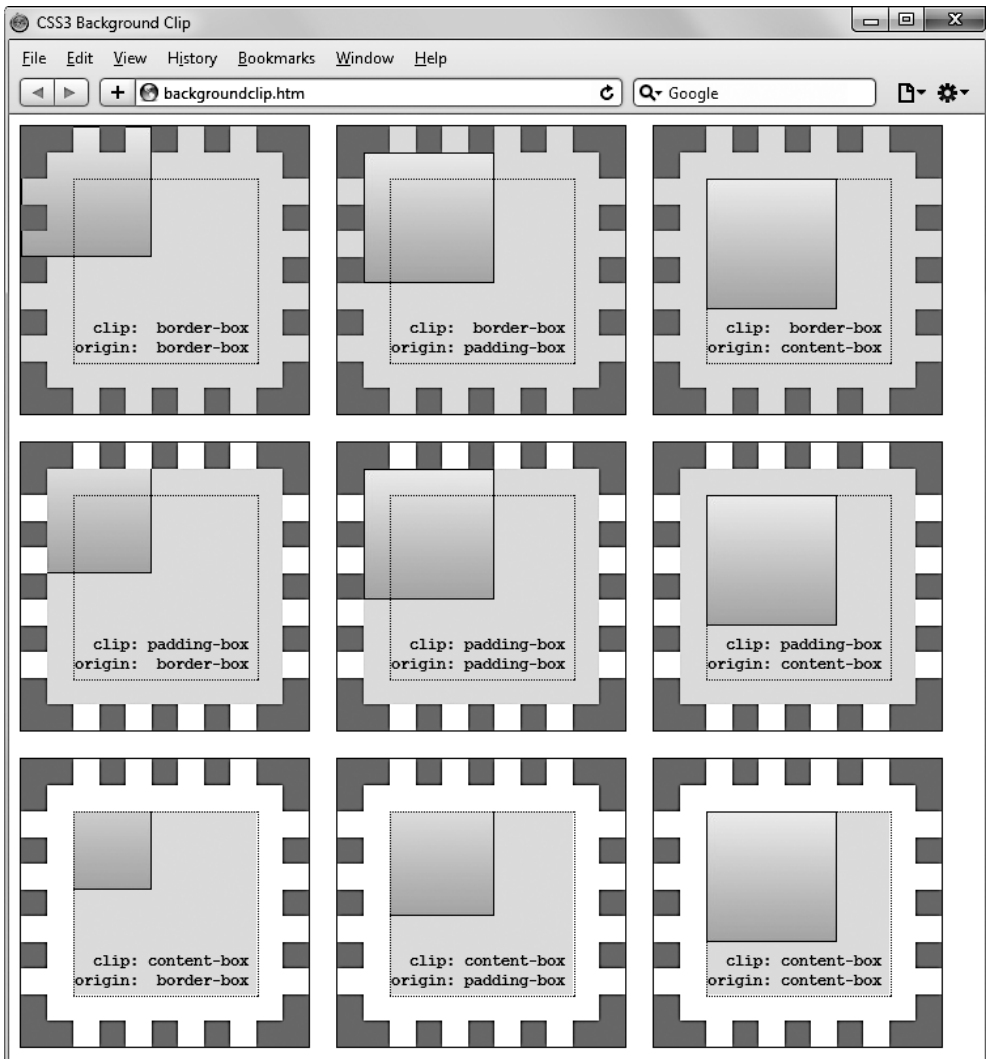 CSS3 Background Clip
File Edit View History Bookmarks Window Help
backgroundclip.htm
Google
clip: border-box
origin: border-box
clip: border-box
origin: padding-box
clip: border-box
origin: content-box
clip: padding-box
origin: border-box
clip: padding-box
origin: padding-box
clip: padding-box
origin: content-box
clip: content-box
origin: border-box
clip: content-box
origin: padding-box
clip: content-box
origin: content-box